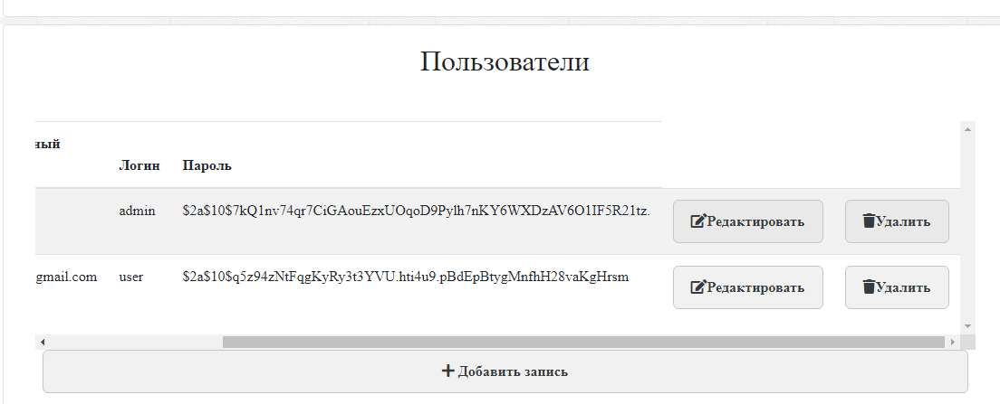 Пользователи
ный
Логин Пароль
admin $2a$10$7kQ1nv74qr7CiGAouEzxUOqoD9Pylh7nKY6WXDzAV6O1IF5R21tz. Редактировать Удалить
gmail.com user $2a$10$q5z94zNtFqgKyRy3t3YVU.hti4u9.pBdEpBtygMnfhH28vaKgHrsm Редактировать Удалить
Добавить запись